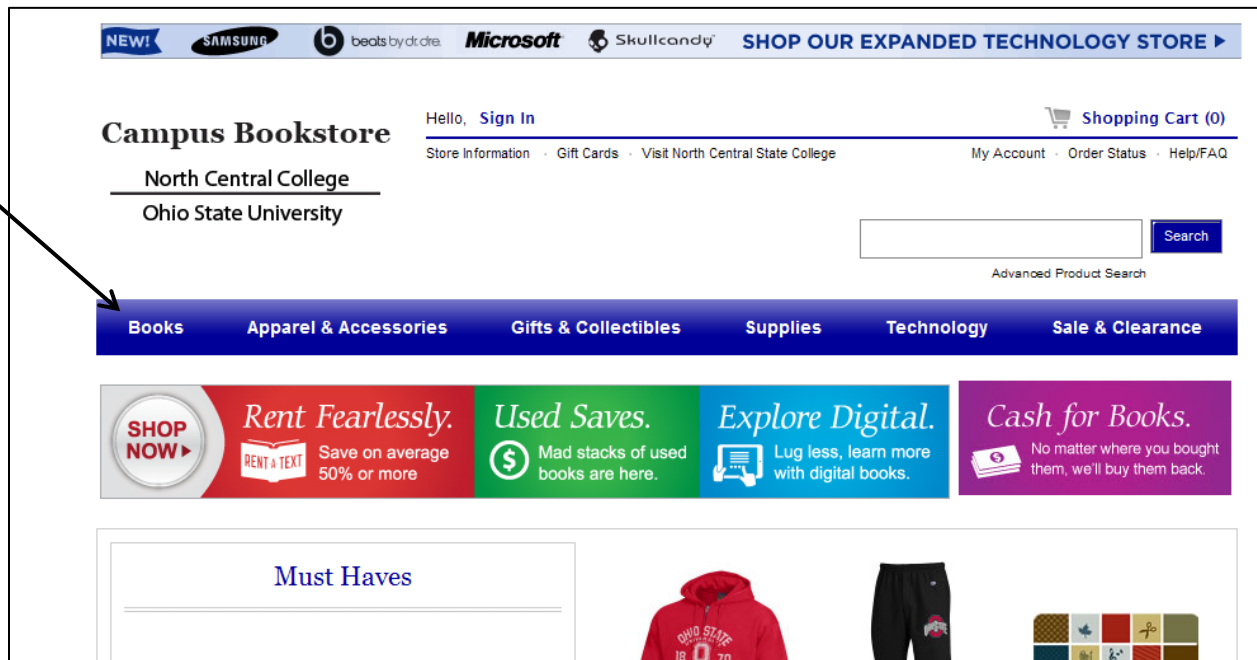 NEW! SAMSUNG b beats by dr. dre. Microsoft Skullcandy SHOP OUR EXPANDED TECHNOLOGY STORE
Campus Bookstore
North Central College
Ohio State University
Hello, Sign In
Shopping Cart (0)
Store Information · Gift Cards · Visit North Central State College
My Account · Order Status · Help/FAQ
Search
Advanced Product Search
Books Apparel & Accessories Gifts & Collectibles Supplies Technology Sale & Clearance
SHOP
NOW
Rent Fearlessly.
RENT A TEXT
Save on average
50% or more
Used Saves.
$
Mad stacks of used
books are here.
Explore Digital.
Lug less, learn more
with digital books.
Cash for Books.
No matter where you bought
them, we'll buy them back.
Must Haves
OHIO STATE
18 O 70